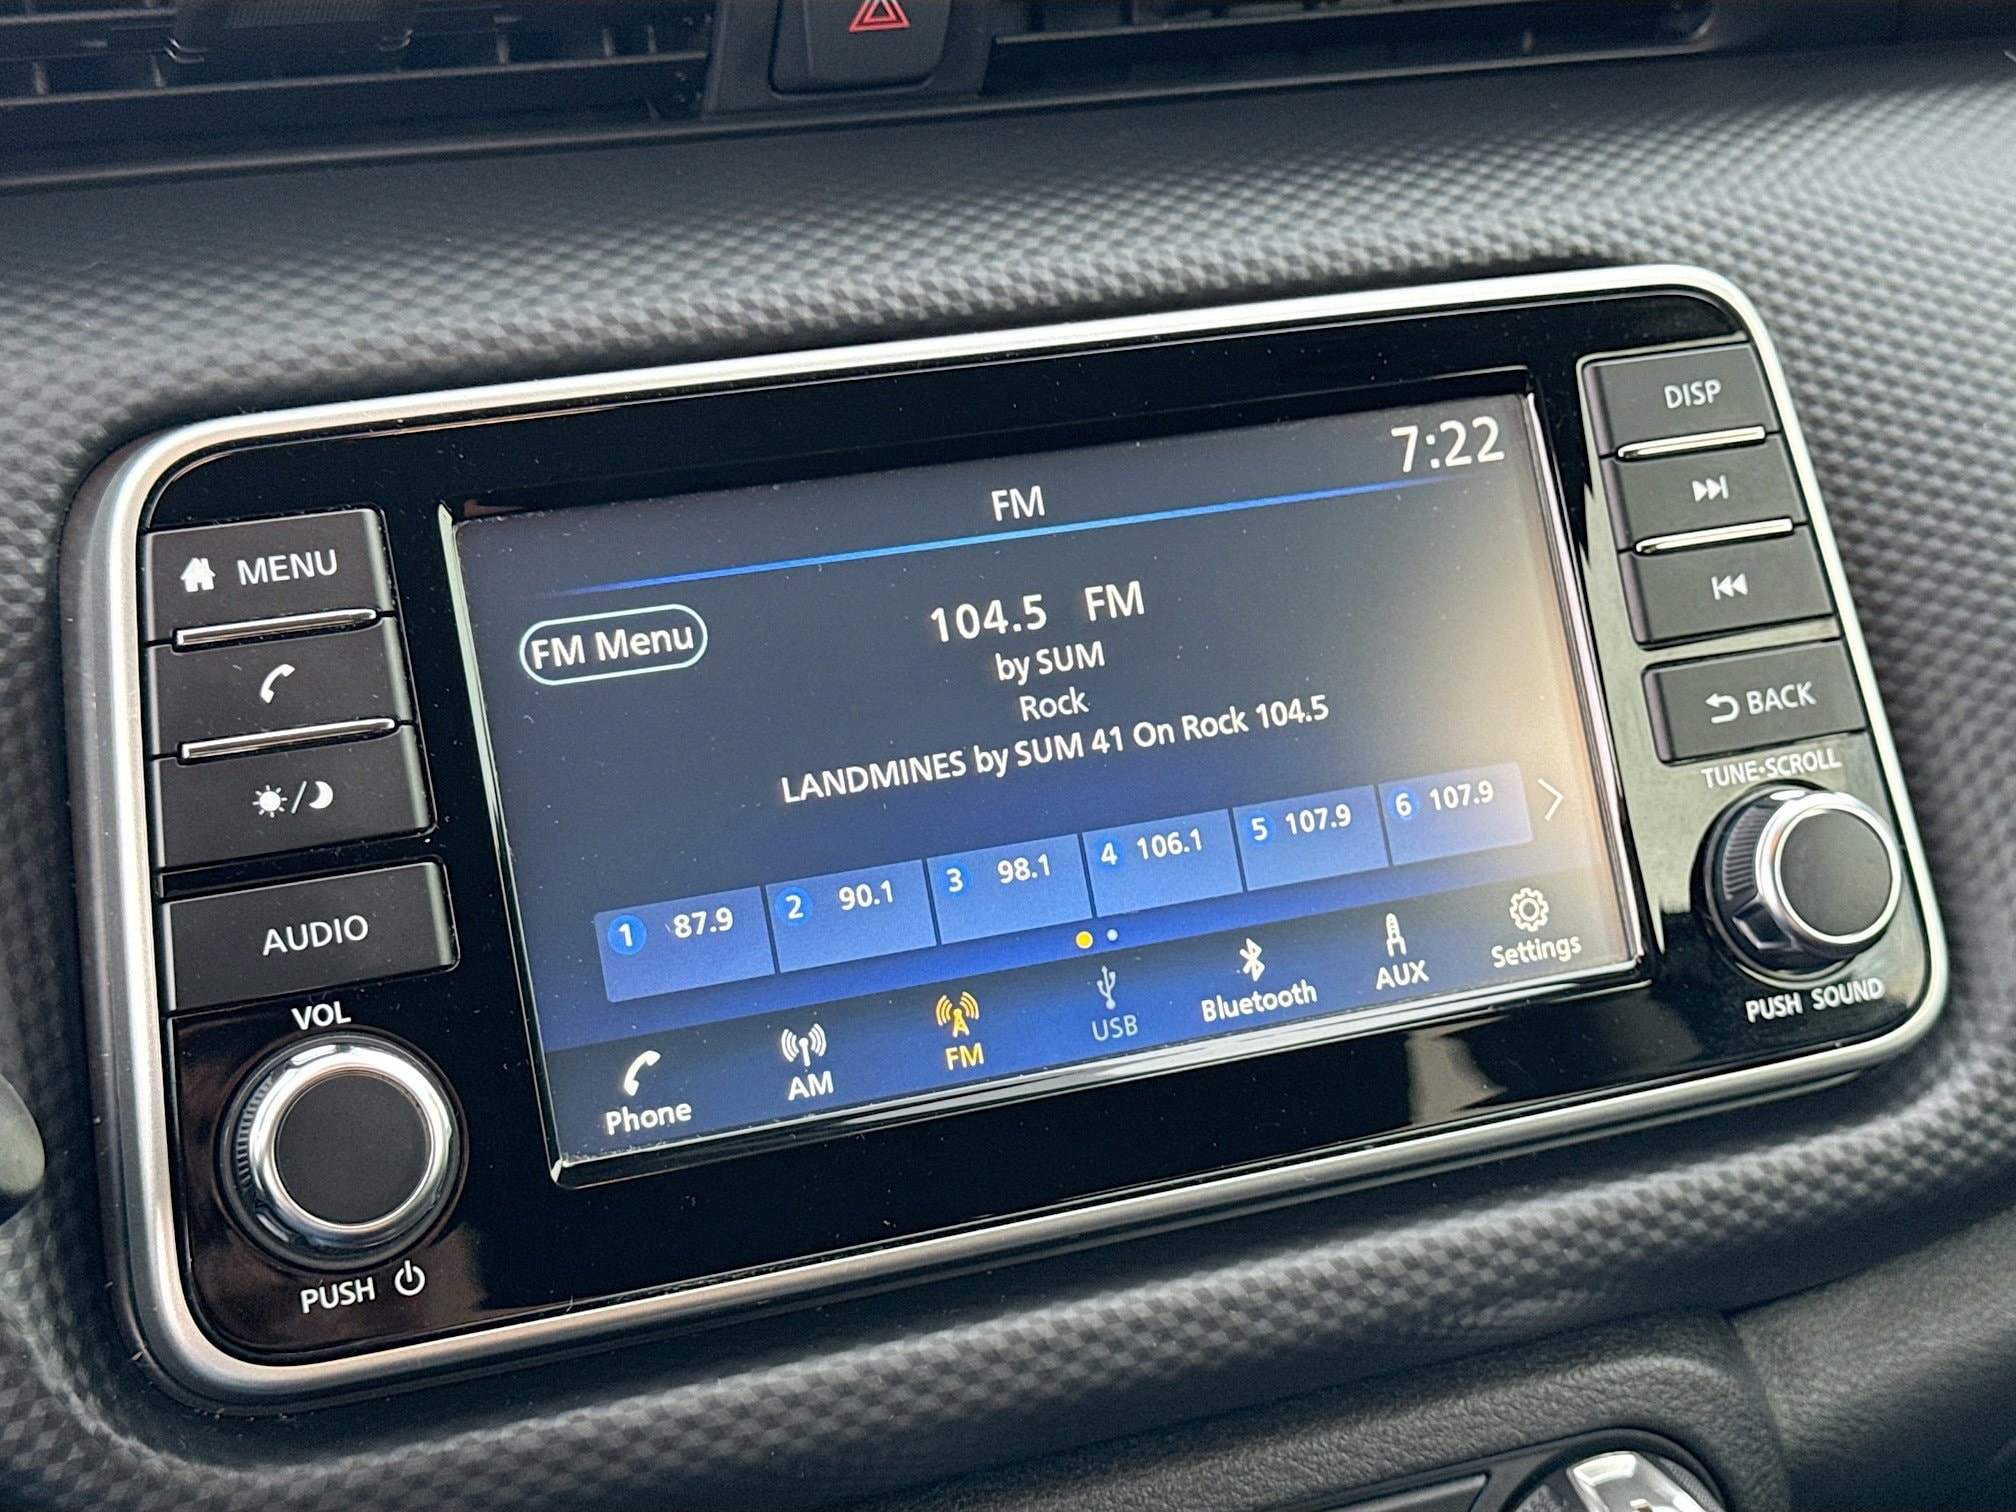 7:22
FM
104.5 FM
FM Menu
by SUM
Rock
LANDMINES by SUM 41 On Rock 104.5
1 87.9
2 90.1
3 98.1
4 106.1
5 107.9
6 107.9
Phone
AM
FM
USB
Bluetooth
AUX
Settings
MENU
AUDIO
VOL
PUSH
DISP
BACK
TUNE•SCROLL
PUSH SOUND